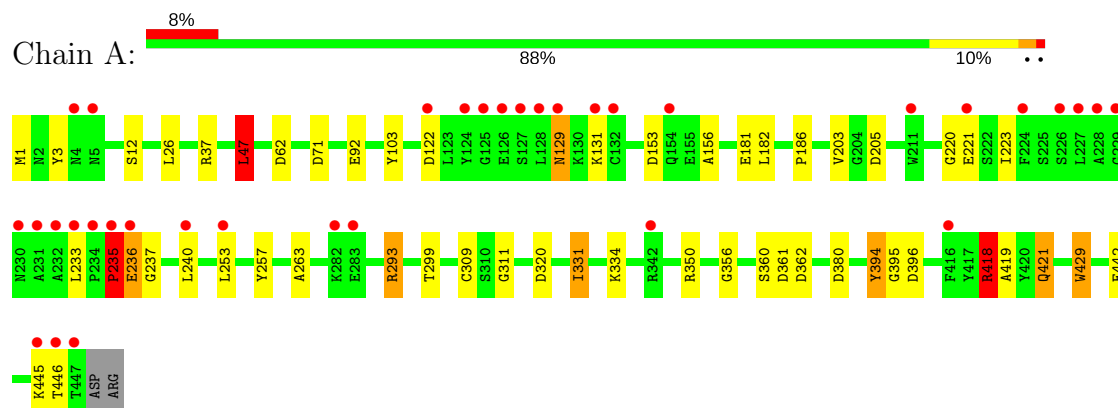 8%
Chain A:
88% 10% • •
M1 N2 Y3 N4 N5 S12 L26 R37 L47 D62 D71 E92 Y103 D122 L123 Y124 G125 E126 S127 L128 N129 K130 K131 C132 D153 Q154 E155 A156 E181 L182 P186 V203 G204 D205 W211 G220 E221 S222 I223 F224 S225 S226 L227 A228
N230 A231 A232 L233 P234 P235 E236 G237 L240 L253 Y257 A263 K282 E283 R293 T299 C309 S310 G311 D320 I331 K334 R342 R350 G356 S360 D361 D362 D380 Y394 G395 D396 F416 Y417 R418 A419 Y420 Q421 W429
K445 T446 T447 ASP ARG